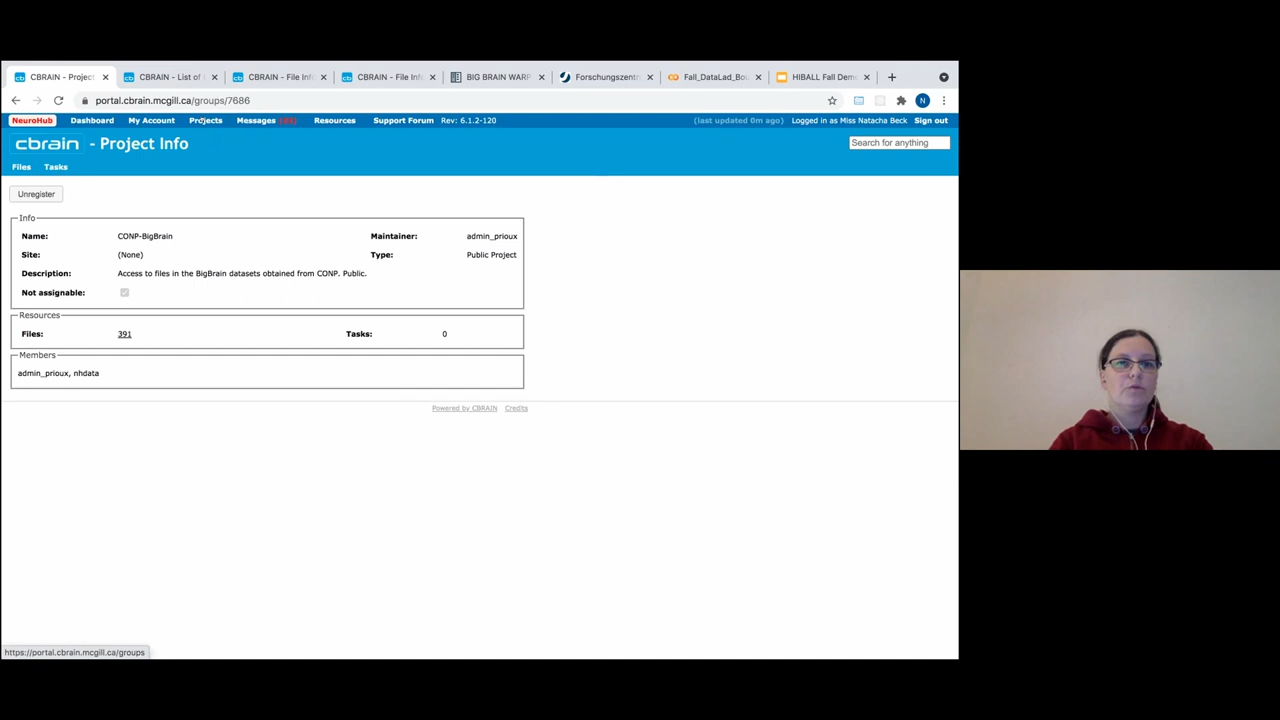 CBRAIN - Project
CBRAIN - List of
CBRAIN - File Info
CBRAIN - File Info
BIG BRAIN WARP
Forschungszentr
Fall_DataLad_Bou
HIBALL Fall Demo
portal.cbrain.mcgill.ca/groups/7686
N
NeuroHub Dashboard My Account Projects Messages Resources Support Forum Rev: 6.1.2-120 (last updated 0m ago) Logged in as Miss Natacha Beck Sign out
cbrain - Project Info Search for anything
Files Tasks
Unregister
Info
Name: CONP-BigBrain Maintainer: admin_prioux
Site: (None) Type: Public Project
Description: Access to files in the BigBrain datasets obtained from CONP. Public.
Not assignable:
Resources
Files: 391 Tasks: 0
Members
admin_prioux, nhdata
Powered by CBRAIN Credits
https://portal.cbrain.mcgill.ca/groups